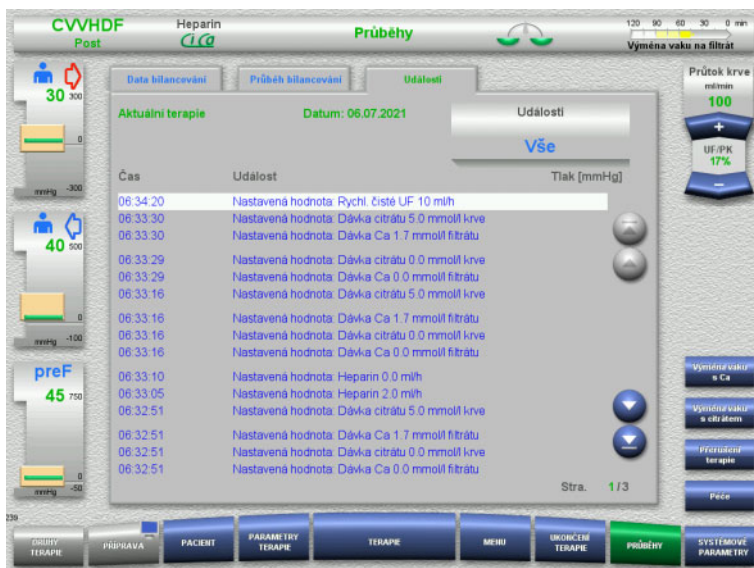 CVVHDF
Post
Heparin
CiCa
Průběhy
120 90 60 30 0 min
Výměna vaku na filtrát
30 300
0
mmHg -300
40 500
0
mmHg -100
preF
45 750
0
mmHg -50
Data bilancování
Průběh bilancování
Události
Aktuální terapie
Datum: 06.07.2021
Události
Vše
Čas Událost Tlak [mmHg]
06:34:20 Nastavená hodnota: Rychl. čisté UF 10 ml/h
06:33:30 Nastavená hodnota: Dávka citrátu 5.0 mmol/l krve
06:33:30 Nastavená hodnota: Dávka Ca 1.7 mmol/l filtrátu
06:33:29 Nastavená hodnota: Dávka citrátu 0.0 mmol/l krve
06:33:29 Nastavená hodnota: Dávka Ca 0.0 mmol/l filtrátu
06:33:16 Nastavená hodnota: Dávka citrátu 5.0 mmol/l krve
06:33:16 Nastavená hodnota: Dávka Ca 1.7 mmol/l filtrátu
06:33:16 Nastavená hodnota: Dávka citrátu 0.0 mmol/l krve
06:33:16 Nastavená hodnota: Dávka Ca 0.0 mmol/l filtrátu
06:33:10 Nastavená hodnota: Heparin 0.0 ml/h
06:33:05 Nastavená hodnota: Heparin 2.0 ml/h
06:32:51 Nastavená hodnota: Dávka citrátu 5.0 mmol/l krve
06:32:51 Nastavená hodnota: Dávka Ca 1.7 mmol/l filtrátu
06:32:51 Nastavená hodnota: Dávka citrátu 0.0 mmol/l krve
06:32:51 Nastavená hodnota: Dávka Ca 0.0 mmol/l filtrátu
Stra. 1/3
Průtok krve
ml/min
100
+
UF/PK
17%
−
Výměna vaku
s Ca
Výměna vaku
s citrátem
Přerušení
terapie
Péče
239
DRUHY
TERAPIE
PŘÍPRAVA
PACIENT
PARAMETRY
TERAPIE
TERAPIE
MENU
UKONČENÍ
TERAPIE
PRŮBĚHY
SYSTÉMOVÉ
PARAMETRY